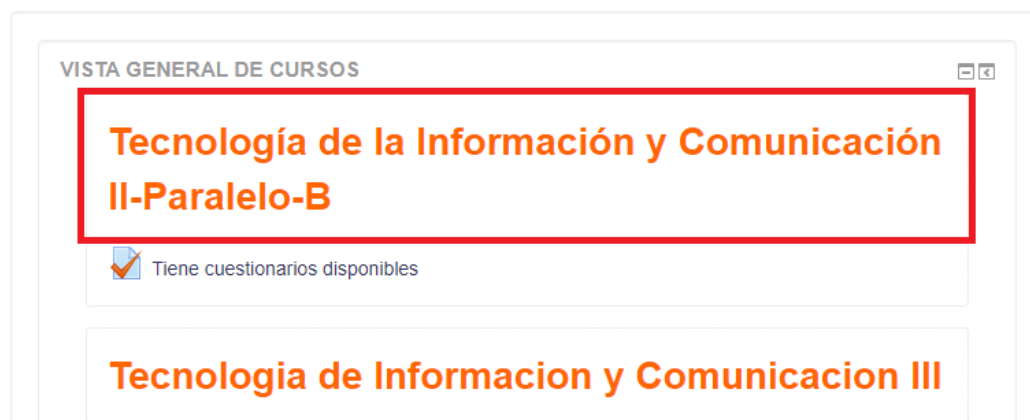 VISTA GENERAL DE CURSOS
Tecnología de la Información y Comunicación
II-Paralelo-B
Tiene cuestionarios disponibles
Tecnologia de Informacion y Comunicacion III